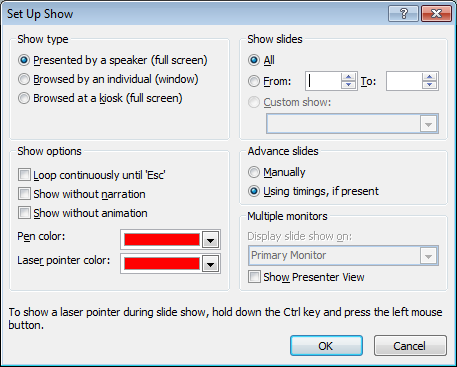 Set Up Show
Show type
Presented by a speaker (full screen)
Browsed by an individual (window)
Browsed at a kiosk (full screen)
Show slides
All
From: To:
Custom show:
Show options
Loop continuously until 'Esc'
Show without narration
Show without animation
Pen color:
Laser pointer color:
Advance slides
Manually
Using timings, if present
Multiple monitors
Display slide show on:
Primary Monitor
Show Presenter View
To show a laser pointer during slide show, hold down the Ctrl key and press the left mouse
button.
OK Cancel